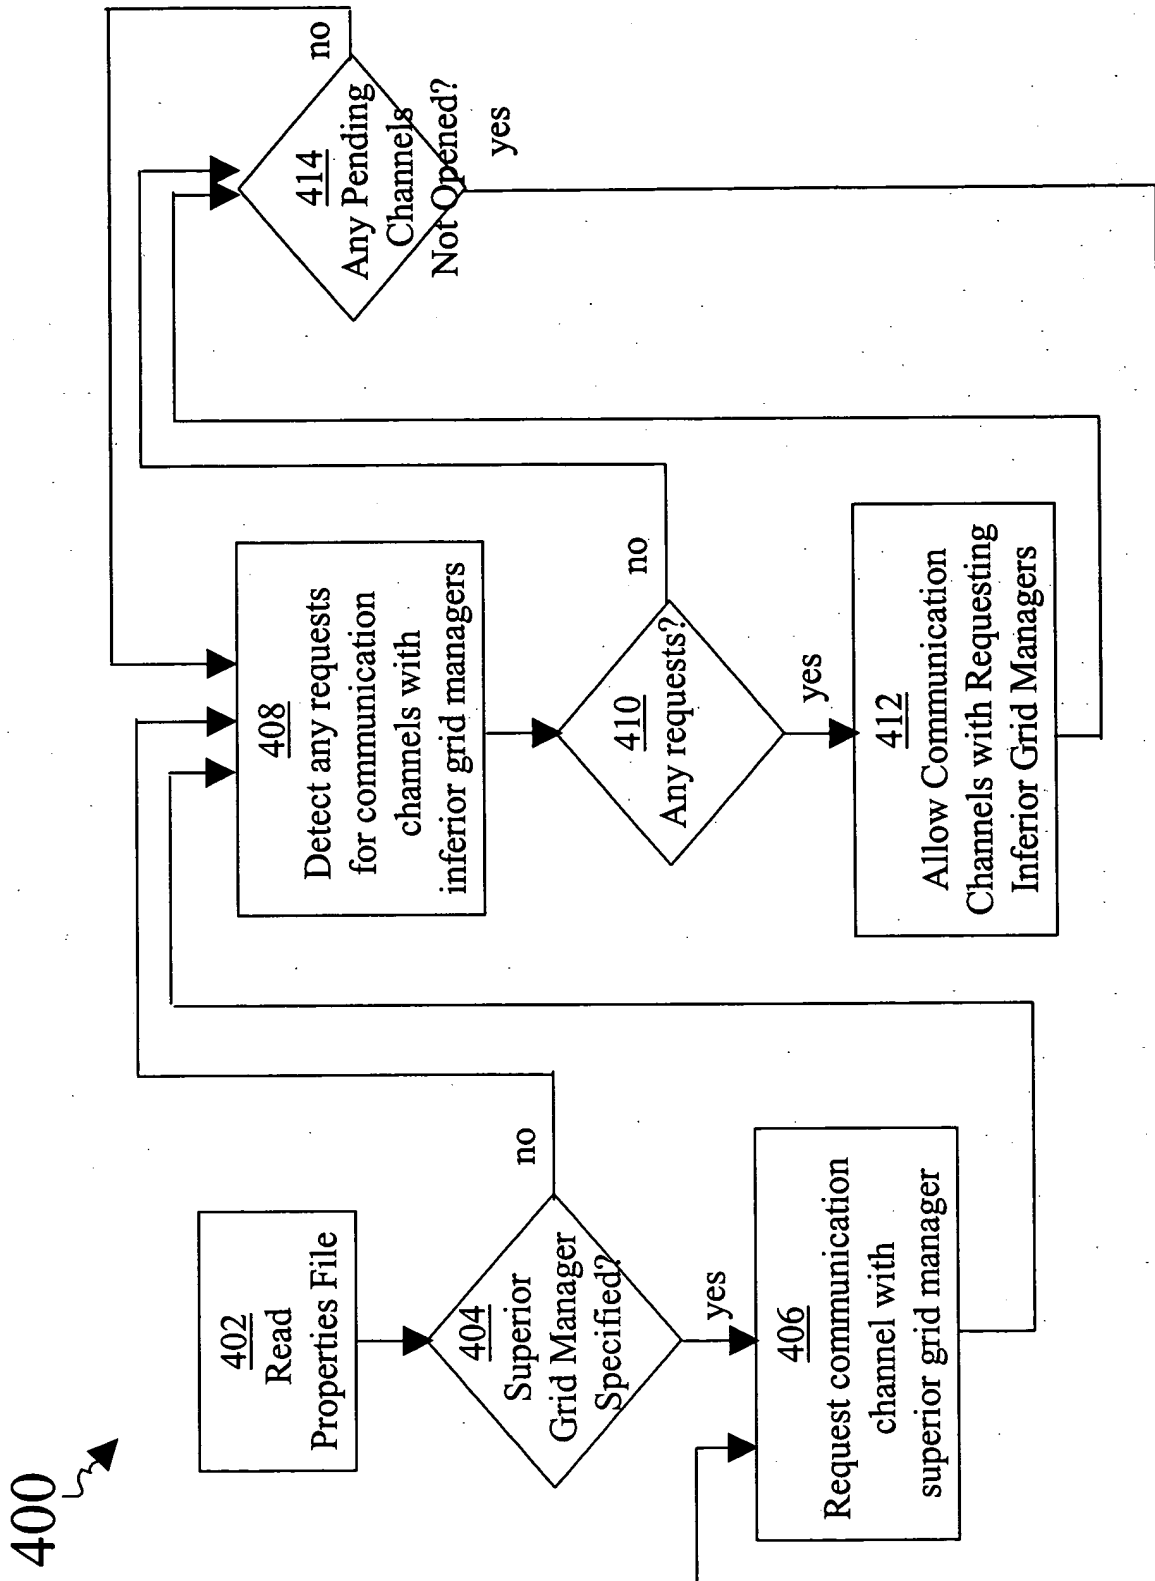 400
402
Read
Properties File
404
Superior
Grid Manager
Specified?
no
yes
406
Request communication
channel with
superior grid manager
408
Detect any requests
for communication
channels with
inferior grid managers
410
Any requests?
no
yes
412
Allow Communication
Channels with Requesting
Inferior Grid Managers
414
Any Pending
Channels
Not Opened?
no
yes